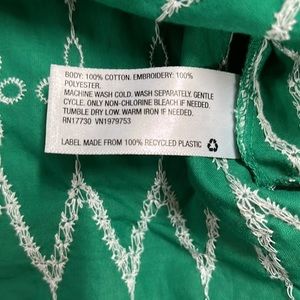 BODY: 100% COTTON. EMBROIDERY: 100%
POLYESTER.
MACHINE WASH COLD. WASH SEPARATELY. GENTLE
CYCLE. ONLY NON-CHLORINE BLEACH IF NEEDED.
TUMBLE DRY LOW. WARM IRON IF NEEDED.
RN17730 VN1979753
LABEL MADE FROM 100% RECYCLED PLASTIC